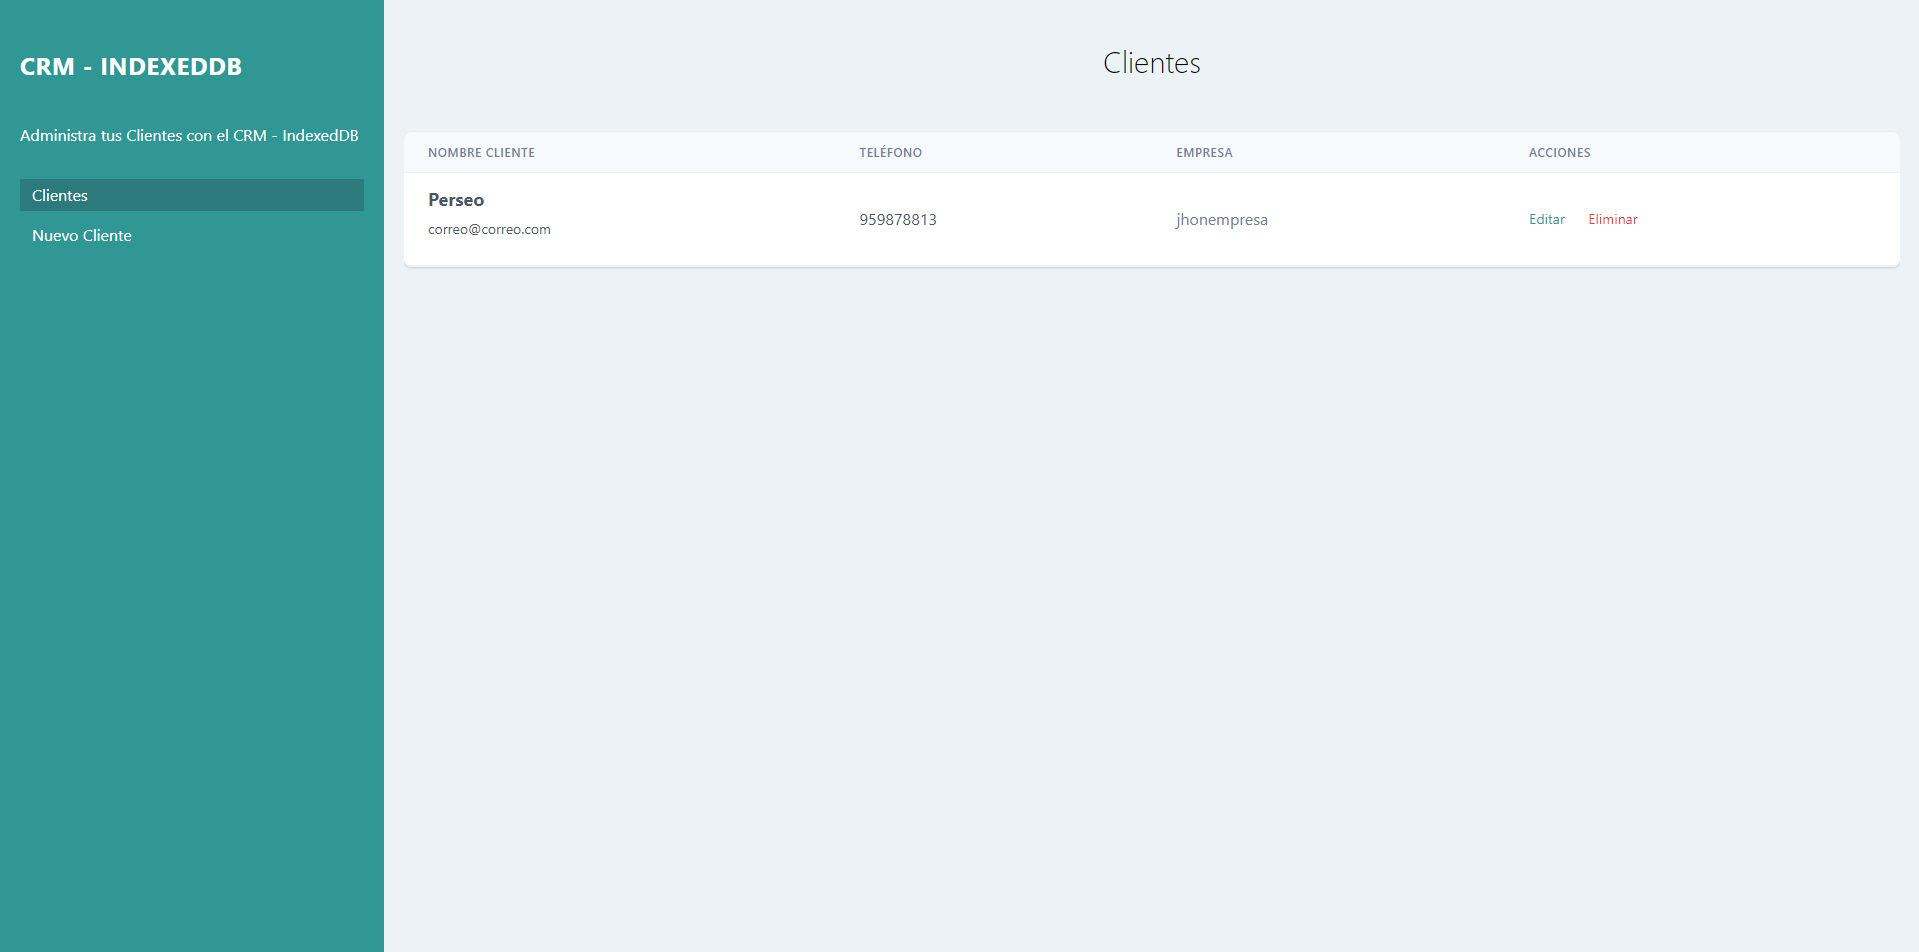 CRM - INDEXEDDB
Administra tus Clientes con el CRM - IndexedDB
Clientes
Nuevo Cliente
Clientes
NOMBRE CLIENTE TELÉFONO EMPRESA ACCIONES
Perseo
correo@correo.com
959878813 jhonempresa Editar Eliminar